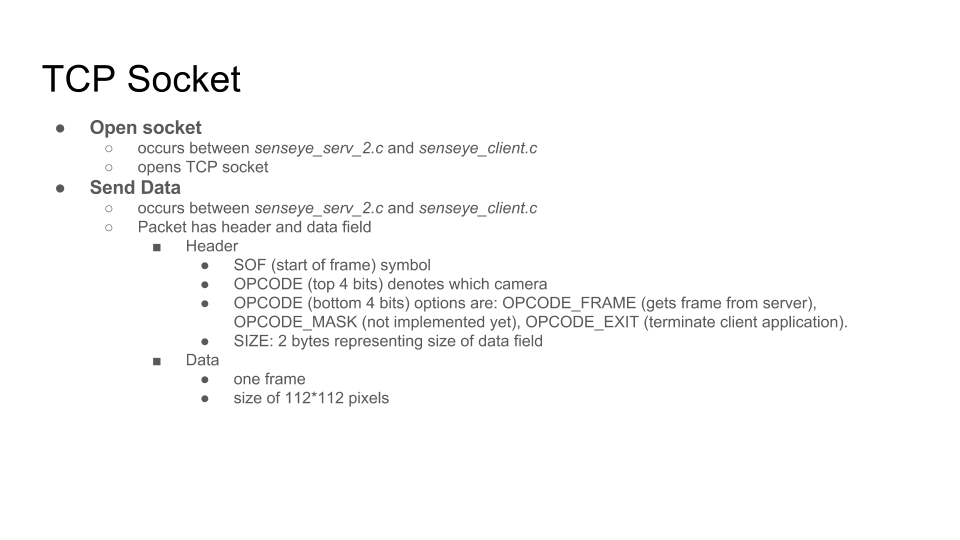 TCP Socket
● Open socket
○ occurs between senseye_serv_2.c and senseye_client.c
○ opens TCP socket
● Send Data
○ occurs between senseye_serv_2.c and senseye_client.c
○ Packet has header and data field
■ Header
● SOF (start of frame) symbol
● OPCODE (top 4 bits) denotes which camera
● OPCODE (bottom 4 bits) options are: OPCODE_FRAME (gets frame from server),
OPCODE_MASK (not implemented yet), OPCODE_EXIT (terminate client application).
● SIZE: 2 bytes representing size of data field
■ Data
● one frame
● size of 112*112 pixels